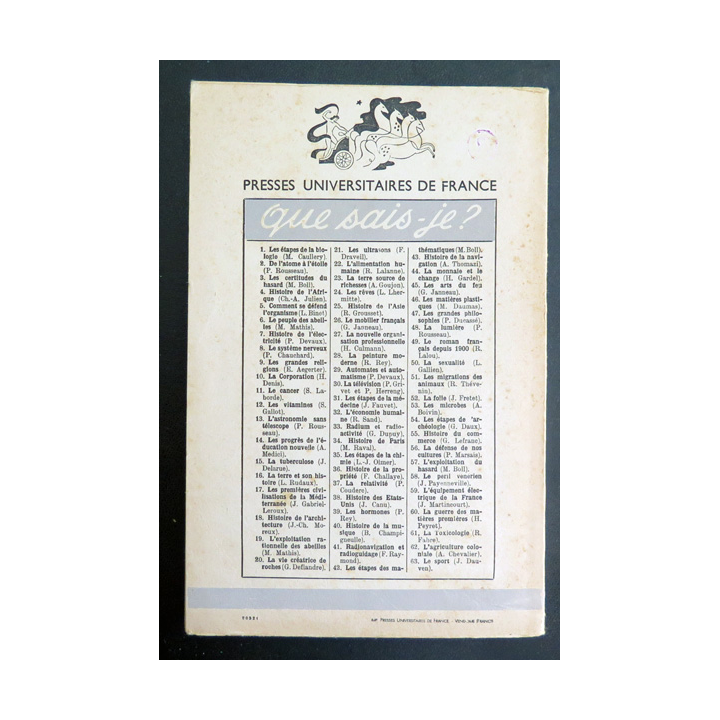 PRESSES UNIVERSITAIRES DE FRANCE
que sais-je?
1. Les étapes de la bio-
logie (M. Caullery).
2. De l'atome à l'étoile
(P. Rousseau).
3. Les certitudes du
hasard (M. Boll).
4. Histoire de l'Afri-
que (Ch.-A. Julien).
5. Comment se défend
l'organisme (L. Binet)
6. Le peuple des abeil-
les (M. Mathis).
7. Histoire de l'élec-
tricité (P. Devaux).
8. Le système nerveux
(P. Chauchard).
9. Les grandes reli-
gions (E. Aegerter).
10. La Corporation (H.
Denis).
11. Le cancer (S. La-
borde).
12. Les vitamines (S.
Gallot).
13. L'astronomie sans
télescope (P. Rous-
seau).
14. Les progrès de l'é-
ducation nouvelle (A.
Medici).
15. La tuberculose (J.
Delarue).
16. La terre et son his-
toire (L. Rudaux).
17. Les premières civi-
lisations de la Médi-
terranée (J. Gabriel-
Leroux).
18. Histoire de l'archi-
tecture (J.-Ch. Mo-
reux).
19. L'exploitation ra-
tionnelle des abeilles
(M. Mathis).
20. La vie créatrice de
roches (G. Deflandre).
21. Les ultrasons (F.
Draveil).
22. L'alimentation hu-
maine (R. Lalanne).
23. La terre source de
richesses (A. Goujon).
24. Les rêves (L. Lher-
mitte).
25. Histoire de l'Asie
(R. Grousset).
26. Le mobilier français
(G. Janneau).
27. La nouvelle organi-
sation professionnelle
(H. Culmann).
28. La peinture mo-
derne (R. Rey).
29. Automates et auto-
matisme (P. Devaux).
30. La télévision (P. Gri-
vet et P. Herreng).
31. Les étapes de la mé-
decine (J. Fauvet).
32. L'économie humai-
ne (R. Sand).
33. Radium et radio-
activité (G. Dupuy).
34. Histoire de Paris
(M. Raval).
35. Les étapes de la chi-
mie (L.-J. Olmer).
36. Histoire de la pro-
priété (F. Challaye).
37. La relativité (P.
Couderc).
38. Histoire des Etats-
Unis (J. Canu).
39. Les hormones (P.
Rey).
40. Histoire de la mu-
sique (B. Champi-
gneulle).
41. Radionavigation et
radioguidage (F. Ray-
mond).
42. Les étapes des ma-
thématiques (M. Boll).
43. Histoire de la navi-
gation (A. Thomazi).
44. La monnaie et le
change (H. Gardel).
45. Les arts du feu
(G. Janneau).
46. Les matières plasti-
ques (M. Daumas).
47. Les grandes philo-
sophies (P. Ducassé).
48. La lumière (P.
Rousseau).
49. Le roman fran-
çais depuis 1900 (R.
Lalou).
50. La sexualité (L.
Gallien).
51. Les migrations des
animaux (R. Théve-
nin).
52. La folie (J. Fretet).
53. Les microbes (A.
Boivin).
54. Les étapes de l'ar-
chéologie (G. Daux).
55. Histoire du com-
merce (G. Lefranc).
56. La défense de nos
cultures (P. Marsais).
57. L'exploitation du
hasard (M. Boll).
58. Le péril vénérien
(J. Payenneville).
59. L'équipement élec-
trique de la France
(J. Martincourt).
60. La guerre des ma-
tières premières (H.
Peyret).
61. La Toxicologie (R.
Fabre).
62. L'agriculture colo-
niale (A. Chevalier).
63. Le sport (J. Dau-
ven).
IMP. PRESSES UNIVERSITAIRES DE FRANCE - VENDOME (FRANCE)